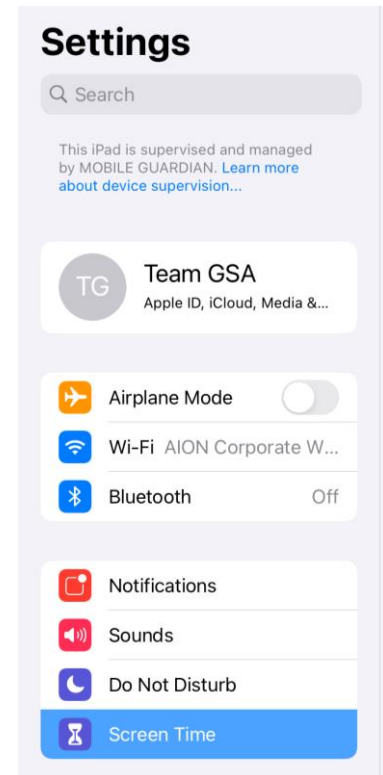 Settings
Search
This iPad is supervised and managed
by MOBILE GUARDIAN. Learn more
about device supervision...
TG
Team GSA
Apple ID, iCloud, Media &...
Airplane Mode
Wi-Fi AION Corporate W...
Bluetooth Off
Notifications
Sounds
Do Not Disturb
Screen Time